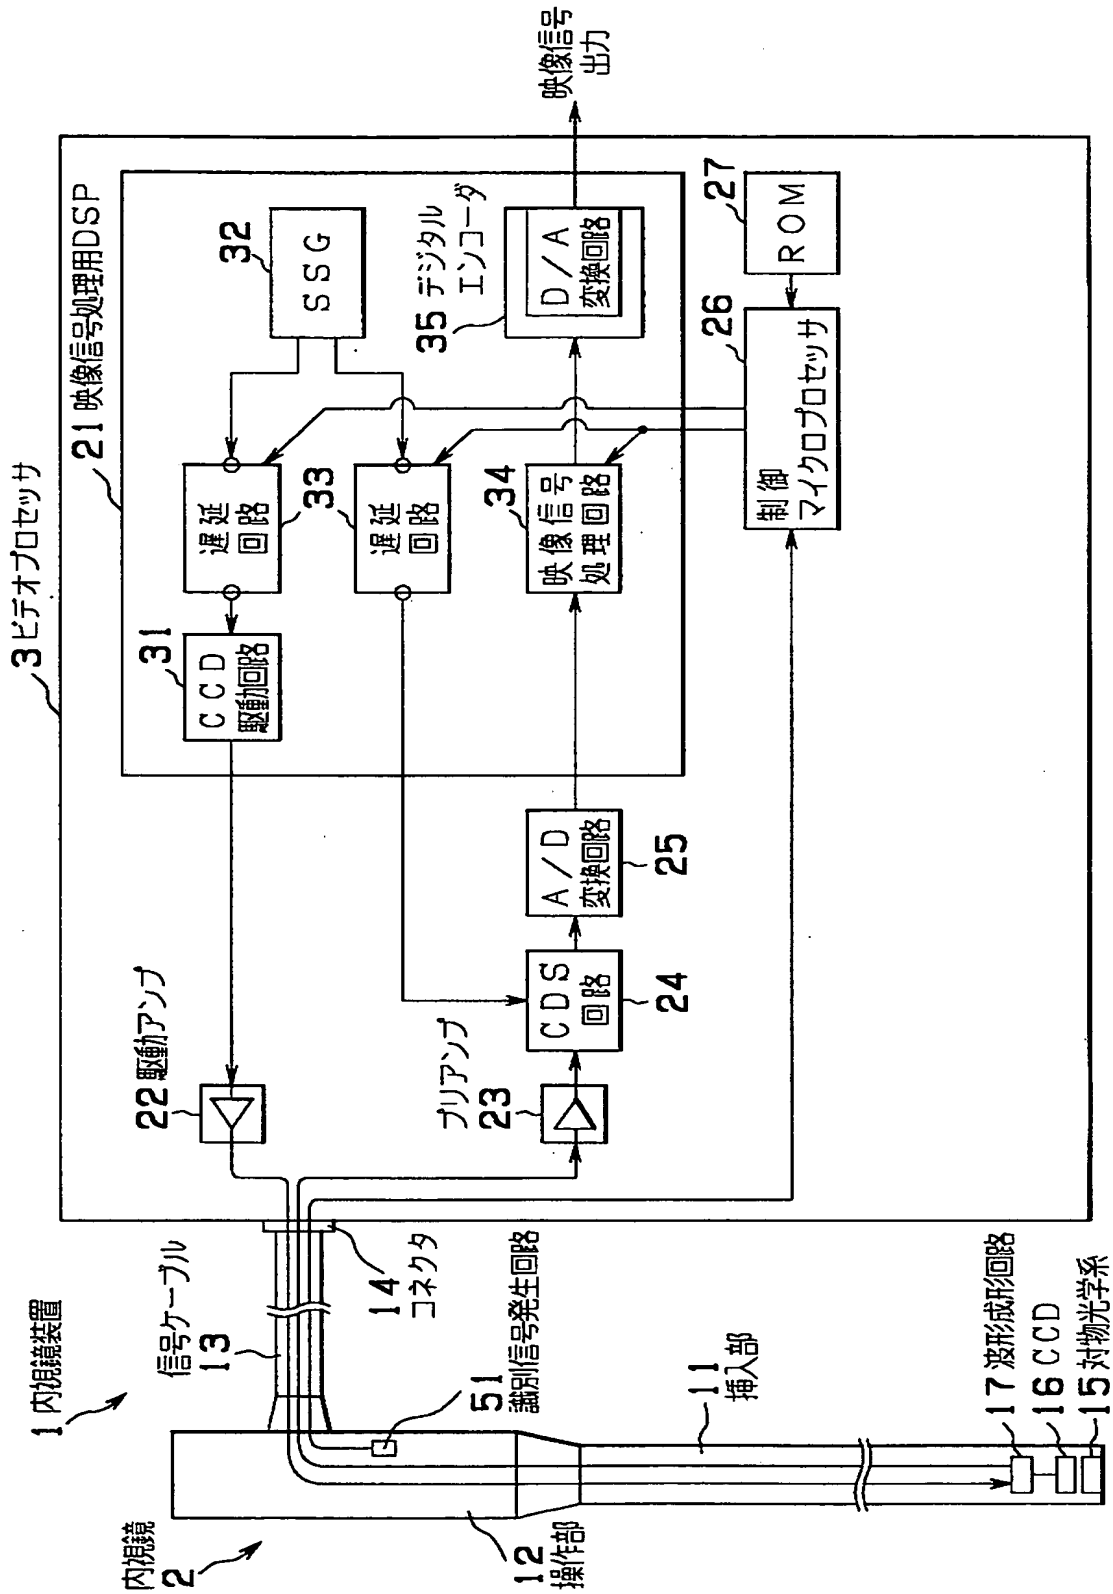 1 内視鏡装置
内視鏡
2
信号ケーブル
13
14
コネクタ
51
識別信号発生回路
12
操作部
11
挿入部
17 波形成形回路
16 CCD
15 対物光学系
3 ビデオプロセッサ
21 映像信号処理用DSP
22 駆動アンプ
31
CCD
駆動回路
遅延
回路
33
遅延
回路
32
SSG
プリアンプ
23
CDS
回路
24
A/D
変換回路
25
34
映像信号
処理回路
35 デジタル
エンコーダ
D/A
変換回路
映像信号
出力
26
制御
マイクロプロセッサ
27
ROM